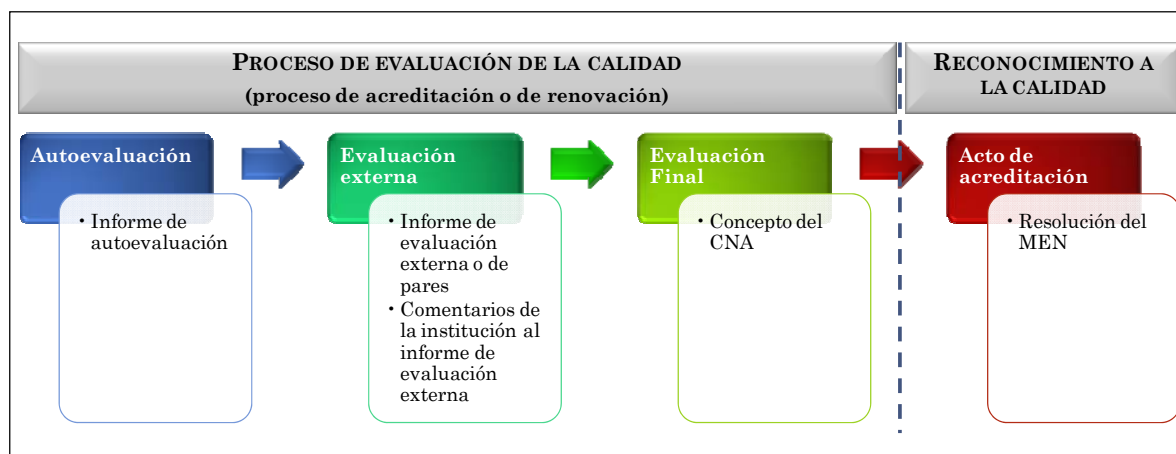 PROCESO DE EVALUACIÓN DE LA CALIDAD
(proceso de acreditación o de renovación)
RECONOCIMIENTO A
LA CALIDAD
Autoevaluación
• Informe de
autoevaluación
Evaluación
externa
• Informe de
evaluación
externa o de
pares
• Comentarios de
la institución al
informe de
evaluación
externa
Evaluación
Final
• Concepto del
CNA
Acto de
acreditación
• Resolución del
MEN